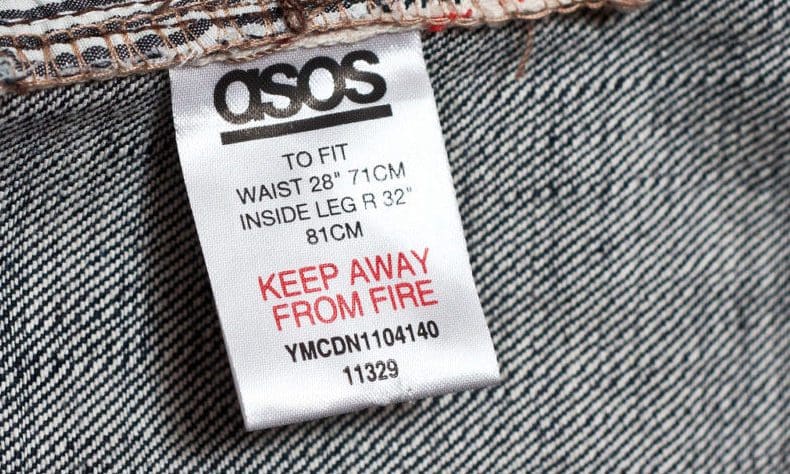 asos
TO FIT
WAIST 28" 71CM
INSIDE LEG R 32"
81CM
KEEP AWAY
FROM FIRE
YMCDN1104140
11329